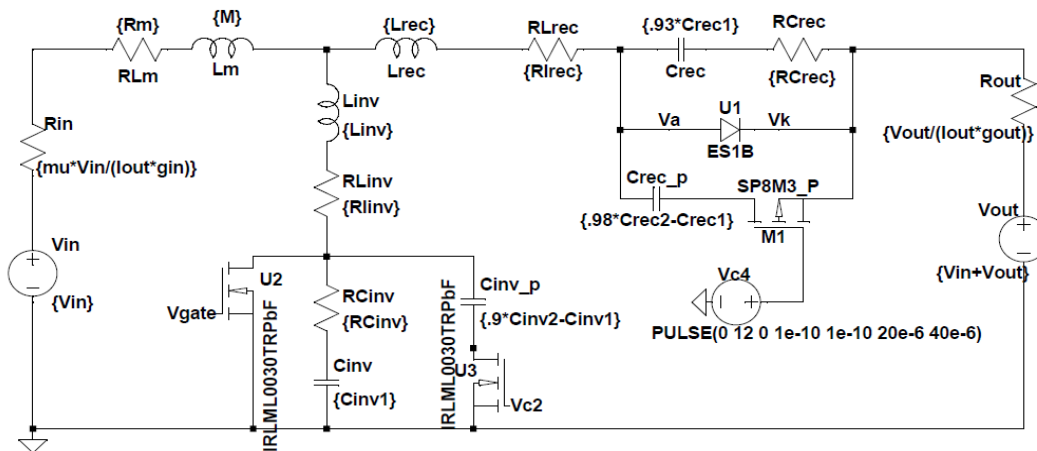 {Rm}
RLm
{M}
Lm
{Lrec}
Lrec
RLrec
{Rlrec}
{.93*Crec1}
Crec
RCrec
{RCrec}
Rin
{mu*Vin/(Iout*gin)}
Linv
{Linv}
RLinv
{Rlinv}
U1
Va
Vk
ES1B
Crec_p
{.98*Crec2-Crec1}
SP8M3_P
M1
Rout
{Vout/(Iout*gout)}
Vin
{Vin}
Vout
{Vin+Vout}
Vc4
PULSE(0 12 0 1e-10 1e-10 20e-6 40e-6)
U2
Vgate
IRLML0030TRPbF
RCinv
{RCinv}
Cinv
{Cinv1}
Cinv_p
{.9*Cinv2-Cinv1}
IRLML0030TRPbF
U3
Vc2